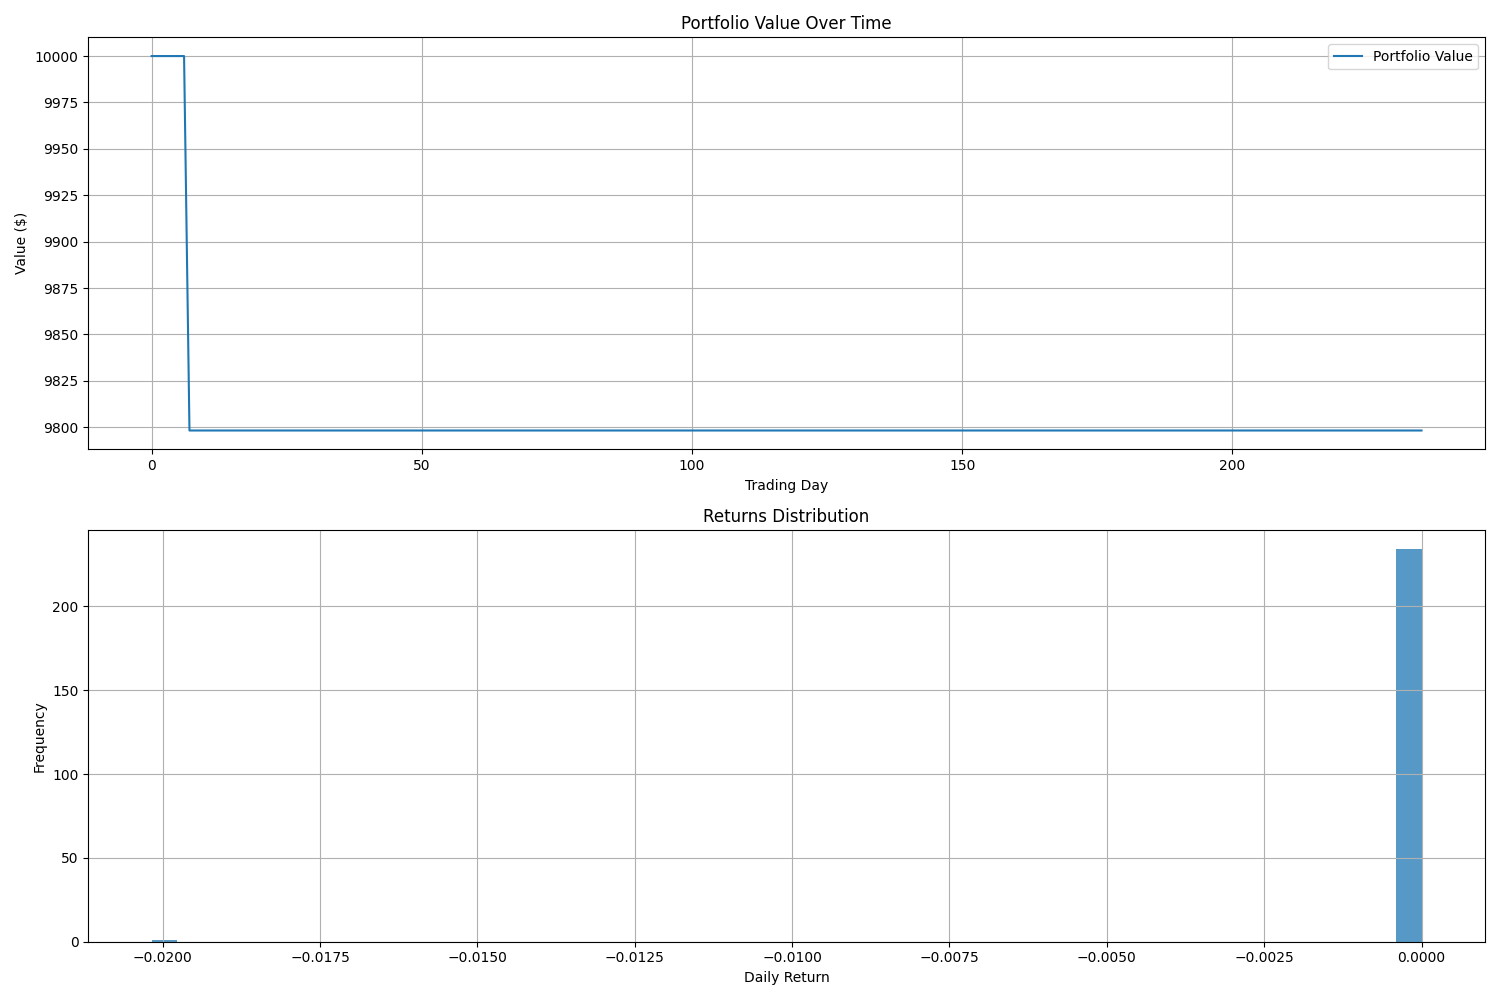 Portfolio Value Over Time
Portfolio Value
10000
9975
9950
9925
9900
9875
9850
9825
9800
Value ($)
0 50 100 150 200
Trading Day
Returns Distribution
200
150
100
50
0
Frequency
−0.0200 −0.0175 −0.0150 −0.0125 −0.0100 −0.0075 −0.0050 −0.0025 0.0000
Daily Return